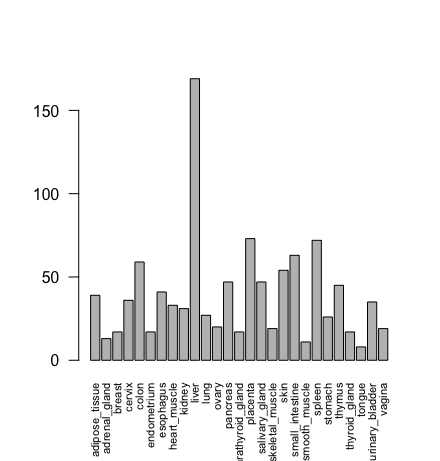 150
100
50
0
adipose_tissue
adrenal_gland
breast
cervix
colon
endometrium
esophagus
heart_muscle
kidney
liver
lung
ovary
pancreas
rathyroid_gland
placenta
salivary_gland
skeletal_muscle
skin
small_intestine
smooth_muscle
spleen
stomach
thymus
thyroid_gland
tongue
urinary_bladder
vagina